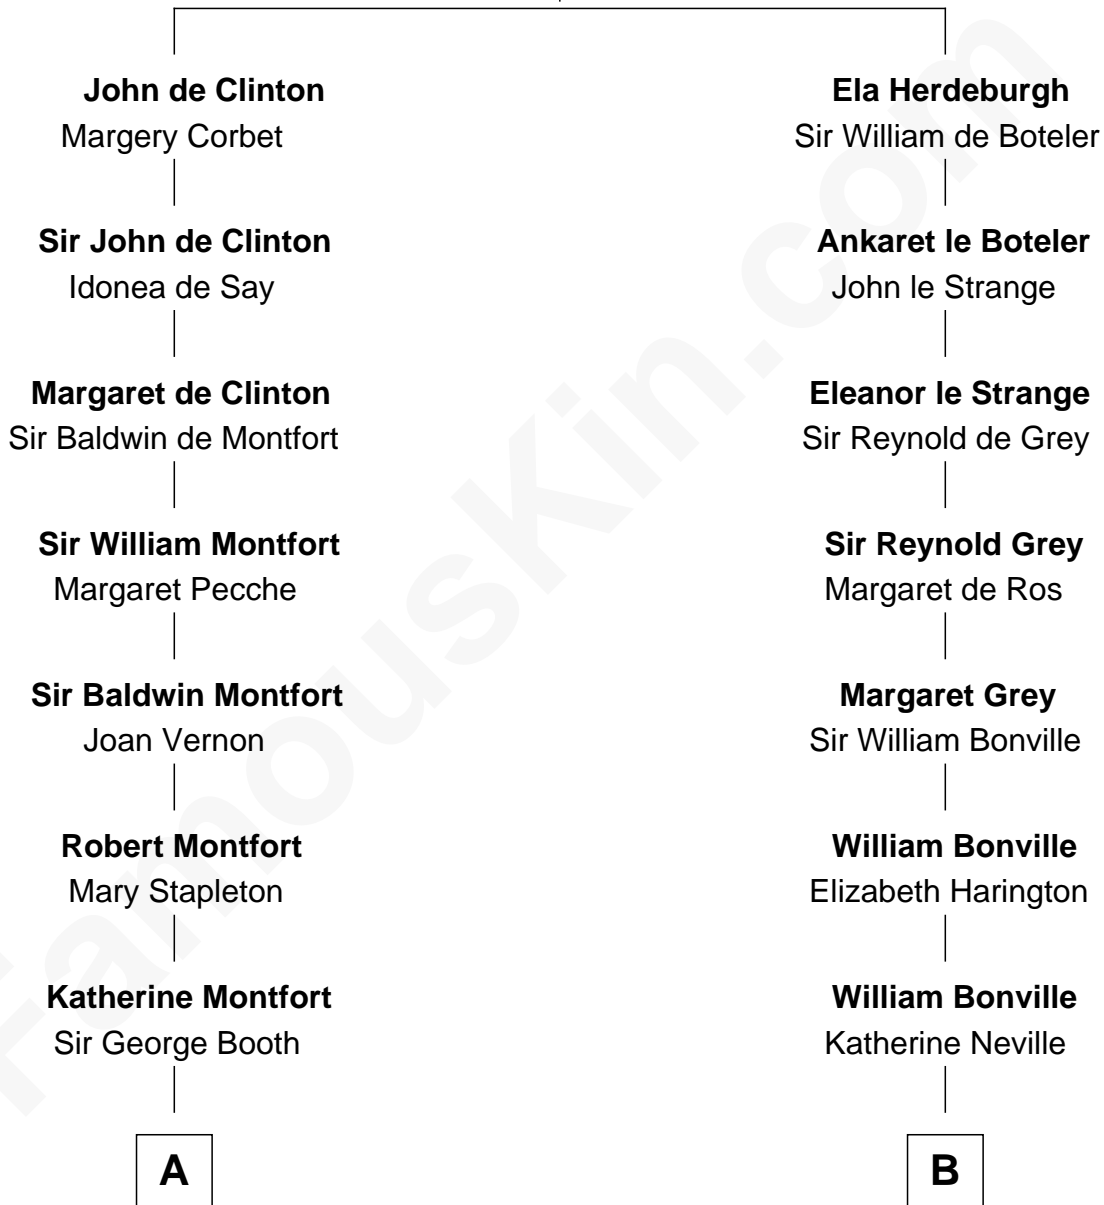 John de Clinton
Margery Corbet
Sir John de Clinton
Idonea de Say
Margaret de Clinton
Sir Baldwin de Montfort
Sir William Montfort
Margaret Pecche
Sir Baldwin Montfort
Joan Vernon
Robert Montfort
Mary Stapleton
Katherine Montfort
Sir George Booth
A
Ela Herdeburgh
Sir William de Boteler
Ankaret le Boteler
John le Strange
Eleanor le Strange
Sir Reynold de Grey
Sir Reynold Grey
Margaret de Ros
Margaret Grey
Sir William Bonville
William Bonville
Elizabeth Harington
William Bonville
Katherine Neville
B
FamousKin.com